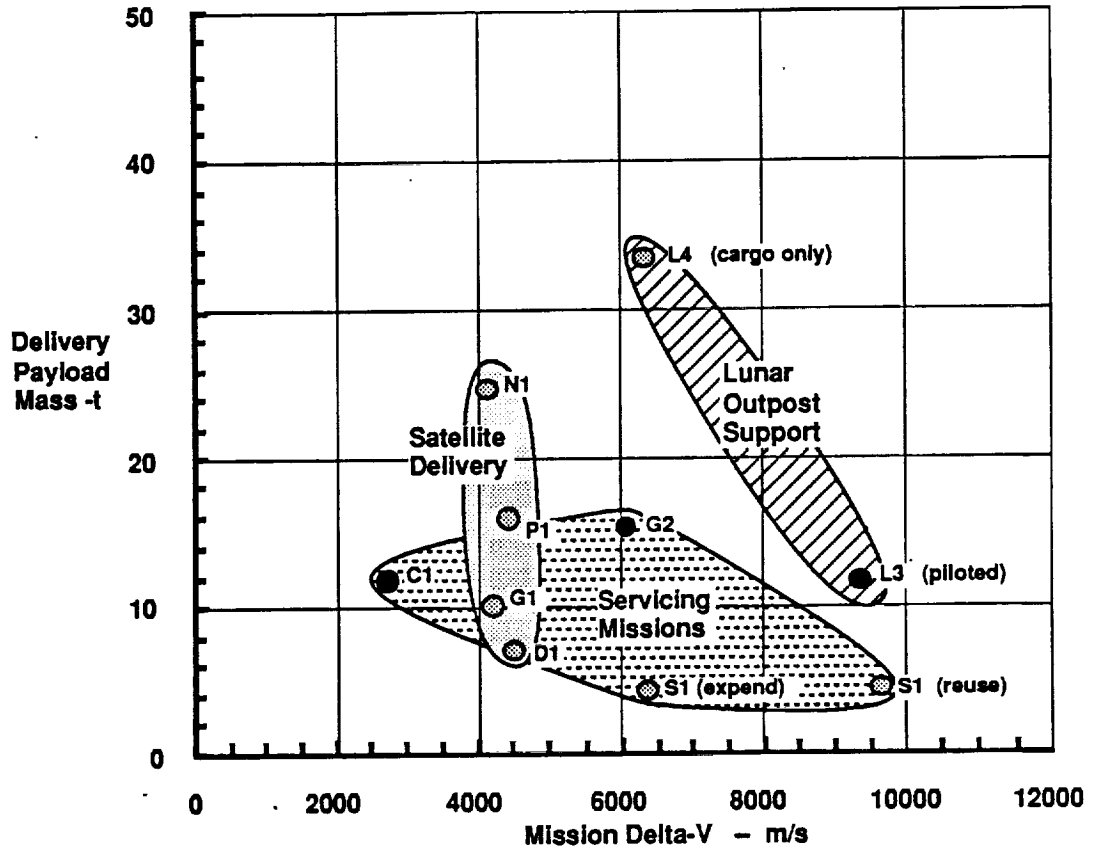 50
40
30
20
10
0
Delivery
Payload
Mass -t
L4 (cargo only)
Lunar
Outpost
Support
N1
Satellite
Delivery
P1
G2
C1
G1
Servicing
Missions
D1
L3 (piloted)
S1 (expend)
S1 (reuse)
0 2000 4000 6000 8000 10000 12000
Mission Delta-V – m/s